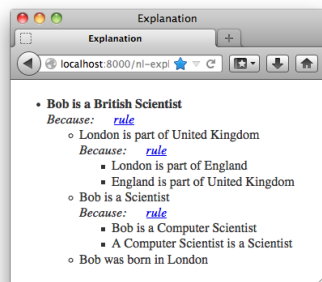 Explanation
Explanation
localhost:8000/nl-expl
Bob is a British Scientist
Because: rule
London is part of United Kingdom
Because: rule
London is part of England
England is part of United Kingdom
Bob is a Scientist
Because: rule
Bob is a Computer Scientist
A Computer Scientist is a Scientist
Bob was born in London